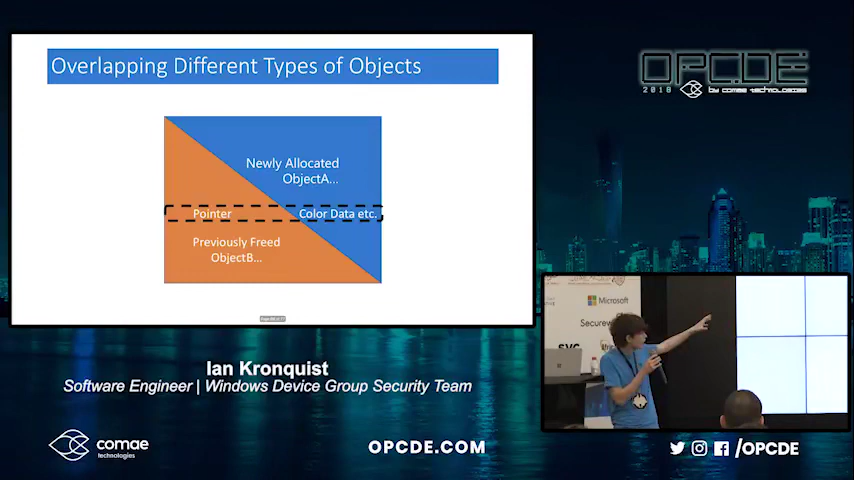 Overlapping Different Types of Objects
Newly Allocated
ObjectA...
Pointer
Color Data etc.
Previously Freed
ObjectB...
OPCDE
2018
BY COMAE TECHNOLOGIES
Microsoft
Ian Kronquist
Software Engineer | Windows Device Group Security Team
comae
technologies
OPCDE.COM
/OPCDE